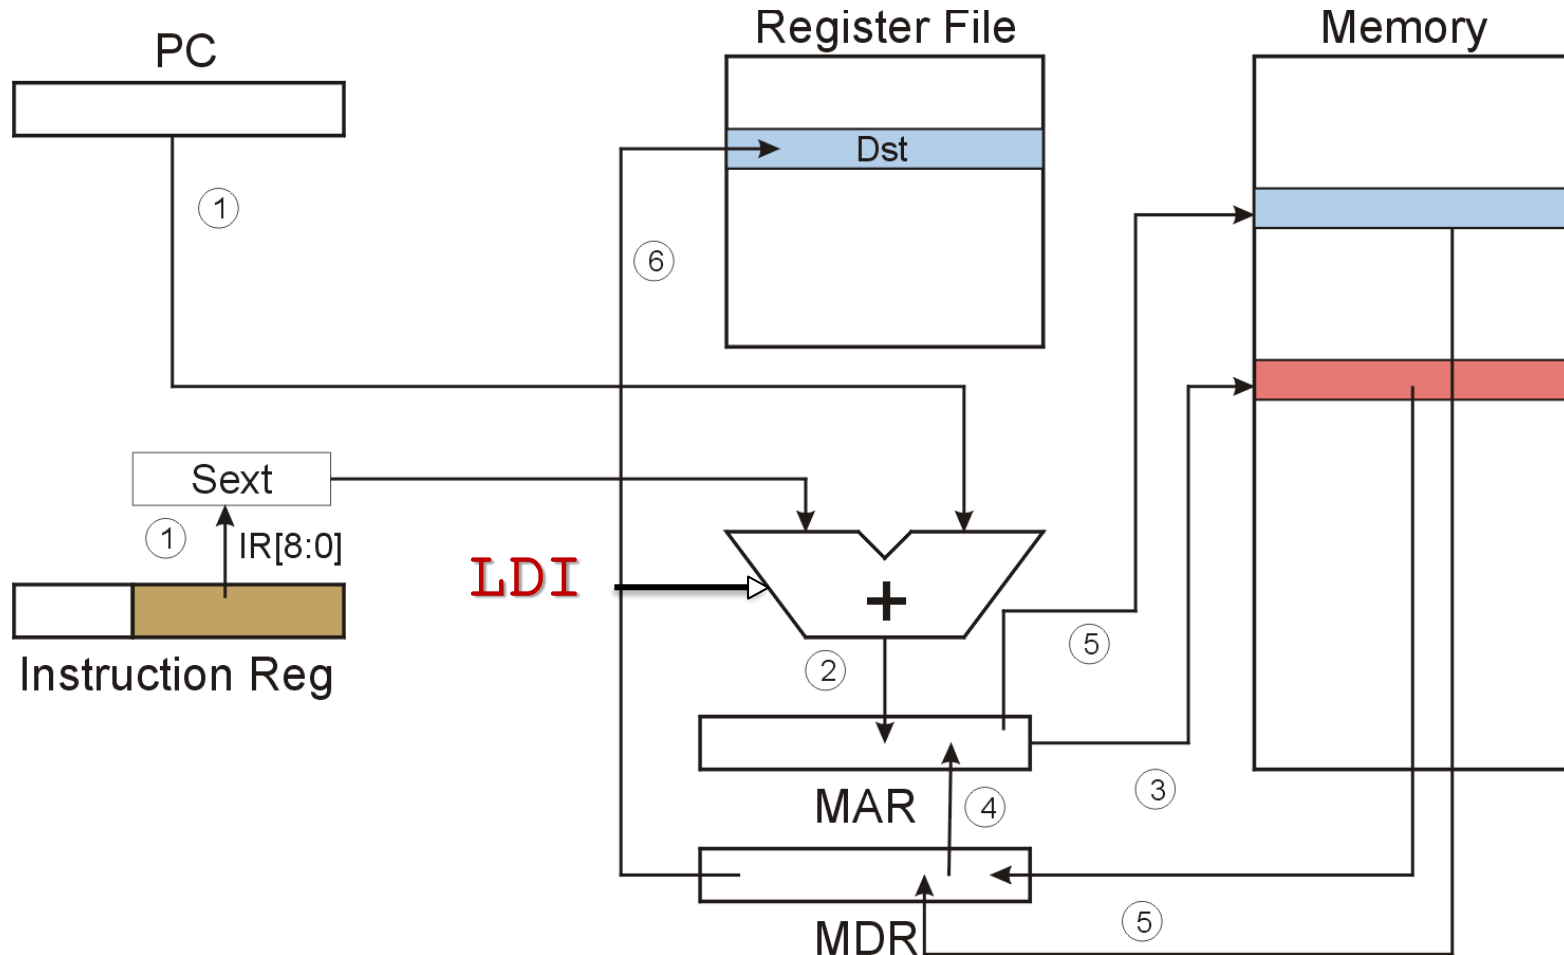 PC
Register File
Memory
Dst
1
6
Sext
1
IR[8:0]
LDI
+
Instruction Reg
2
5
3
MAR
4
5
MDR